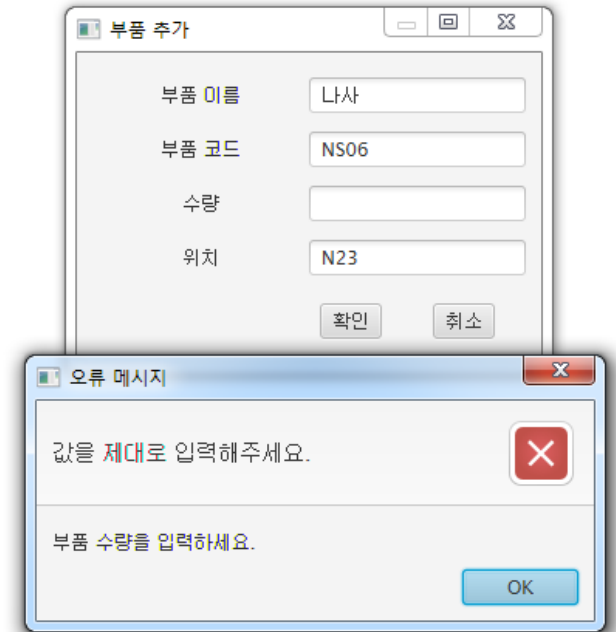 부품 추가
부품 이름 나사
부품 코드 NS06
수량
위치 N23
확인 취소
오류 메시지
값을 제대로 입력해주세요.
부품 수량을 입력하세요.
OK